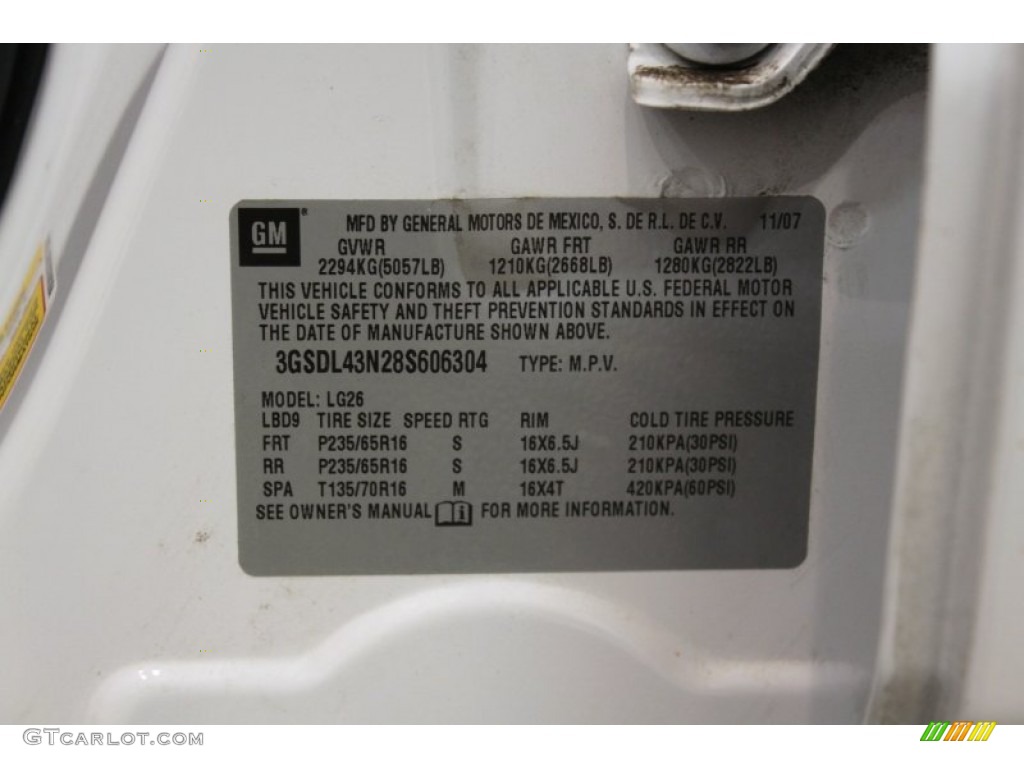 GM® MFD BY GENERAL MOTORS DE MEXICO, S. DE R.L. DE C.V. 11/07
GVWR GAWR FRT GAWR RR
2294KG(5057LB) 1210KG(2668LB) 1280KG(2822LB)
THIS VEHICLE CONFORMS TO ALL APPLICABLE U.S. FEDERAL MOTOR
VEHICLE SAFETY AND THEFT PREVENTION STANDARDS IN EFFECT ON
THE DATE OF MANUFACTURE SHOWN ABOVE.
3GSDL43N28S606304 TYPE: M.P.V.
MODEL: LG26
LBD9 TIRE SIZE SPEED RTG RIM COLD TIRE PRESSURE
FRT P235/65R16 S 16X6.5J 210KPA(30PSI)
RR P235/65R16 S 16X6.5J 210KPA(30PSI)
SPA T135/70R16 M 16X4T 420KPA(60PSI)
SEE OWNER'S MANUAL i FOR MORE INFORMATION.
GTCarlot.com